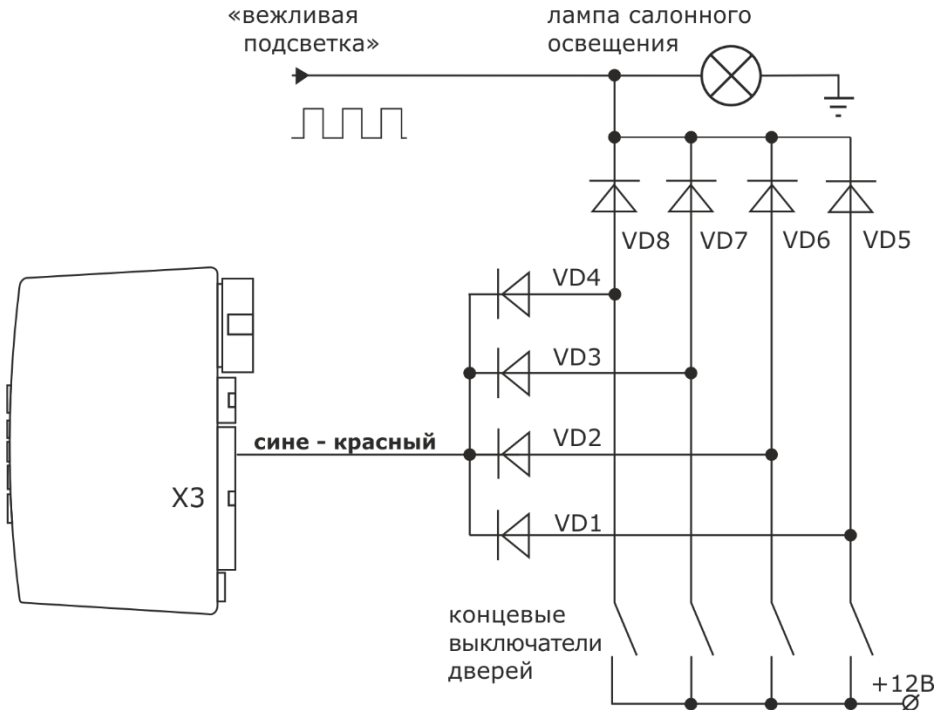 «вежливая
подсветка»
лампа салонного
освещения
VD8
VD7
VD6
VD5
VD4
VD3
VD2
VD1
сине - красный
X3
концевые
выключатели
дверей
+12В